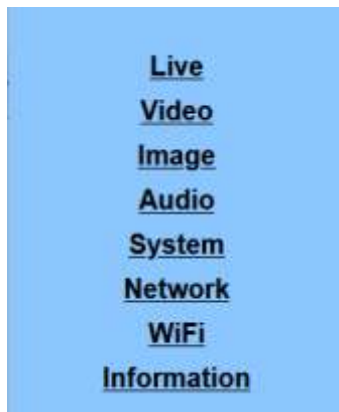 Live
Video
Image
Audio
System
Network
WiFi
Information